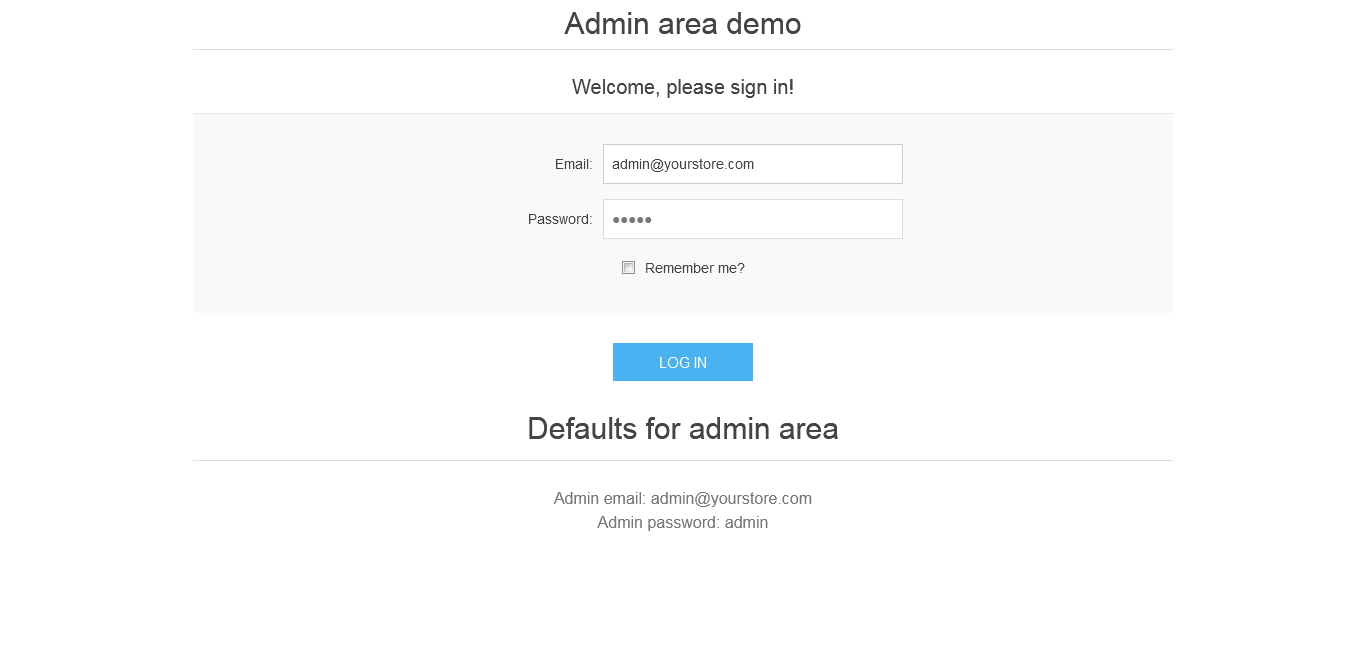 Admin area demo
Welcome, please sign in!
Email: admin@yourstore.com
Password: •••••
Remember me?
LOG IN
Defaults for admin area
Admin email: admin@yourstore.com
Admin password: admin